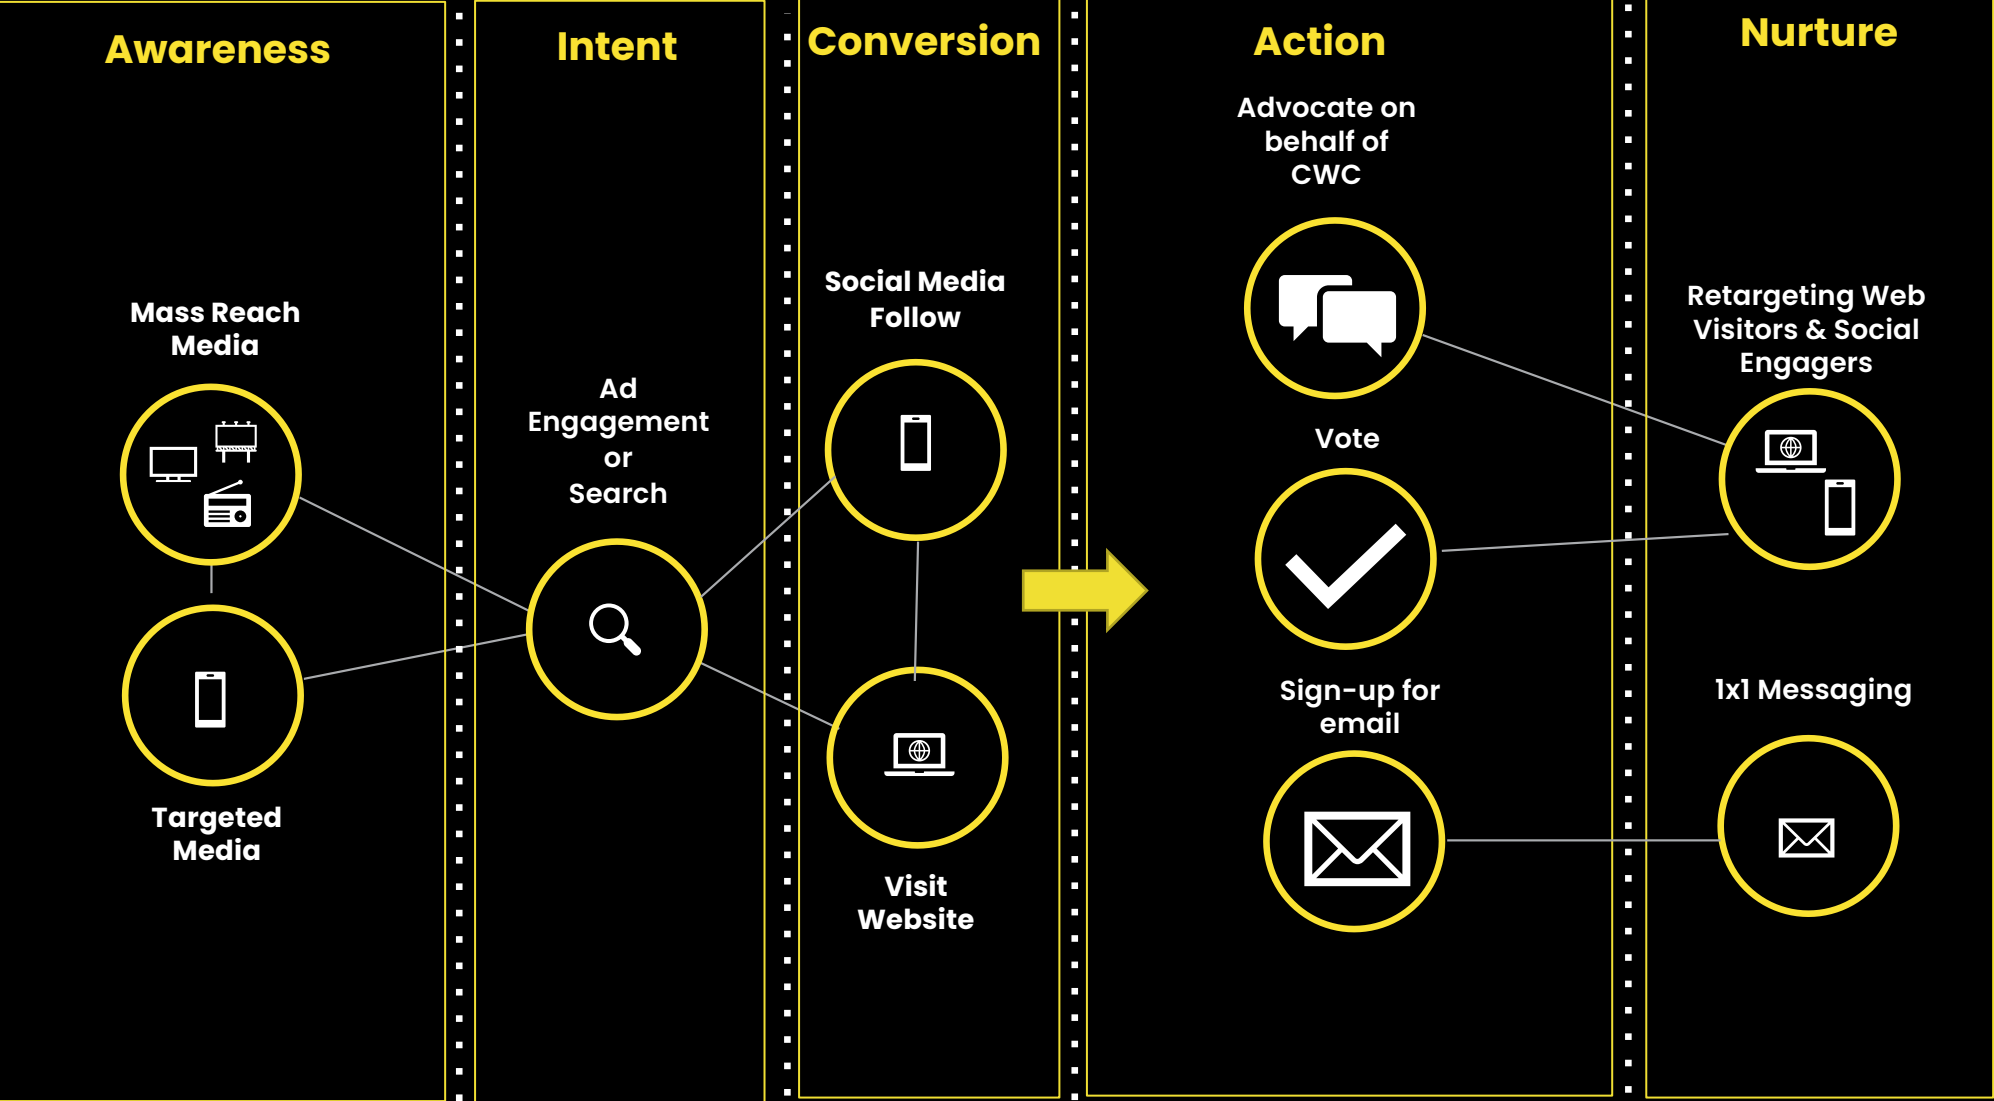 Awareness
Mass Reach
Media
Targeted
Media
Intent
Ad
Engagement
or
Search
Conversion
Social Media
Follow
Visit
Website
Action
Advocate on
behalf of
CWC
Vote
Sign-up for
email
Nurture
Retargeting Web
Visitors & Social
Engagers
1x1 Messaging